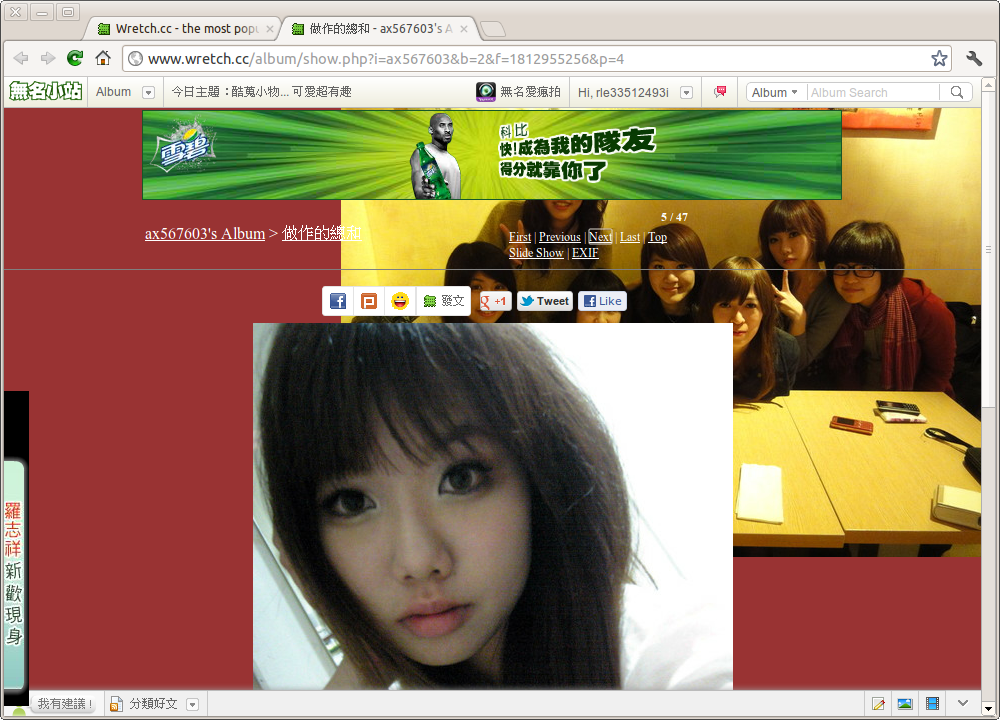 Wretch.cc - the most popu
做作的總和 - ax567603's A
www.wretch.cc/album/show.php?i=ax567603&b=2&f=1812955256&p=4
無名小站
Album
今日主題：酷蒐小物... 可愛超有趣
無名愛瘋拍
Hi, rle33512493i
Album
Album Search
雪碧
科比
快!成為我的隊友
得分就靠你了
5 / 47
ax567603's Album > 做作的總和
First | Previous | Next | Last | Top
Slide Show | EXIF
發文
+1
Tweet
Like
羅志祥新歡現身
我有建議!
分類好文